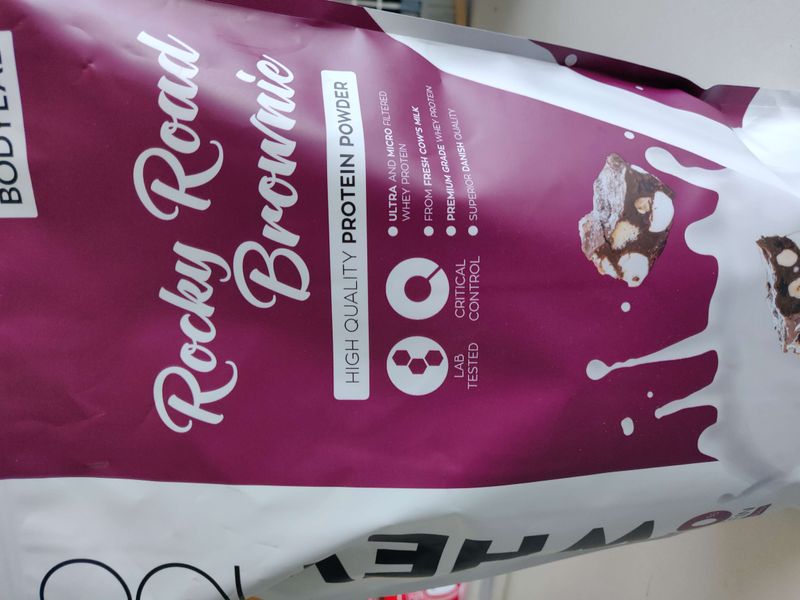 Rocky Road
Brownie
HIGH QUALITY PROTEIN POWDER
LAB
TESTED
CRITICAL
CONTROL
ULTRA AND MICRO FILTERED
WHEY PROTEIN
FROM FRESH COW'S MILK
PREMIUM GRADE WHEY PROTEIN
SUPERIOR DANISH QUALITY
WHEY